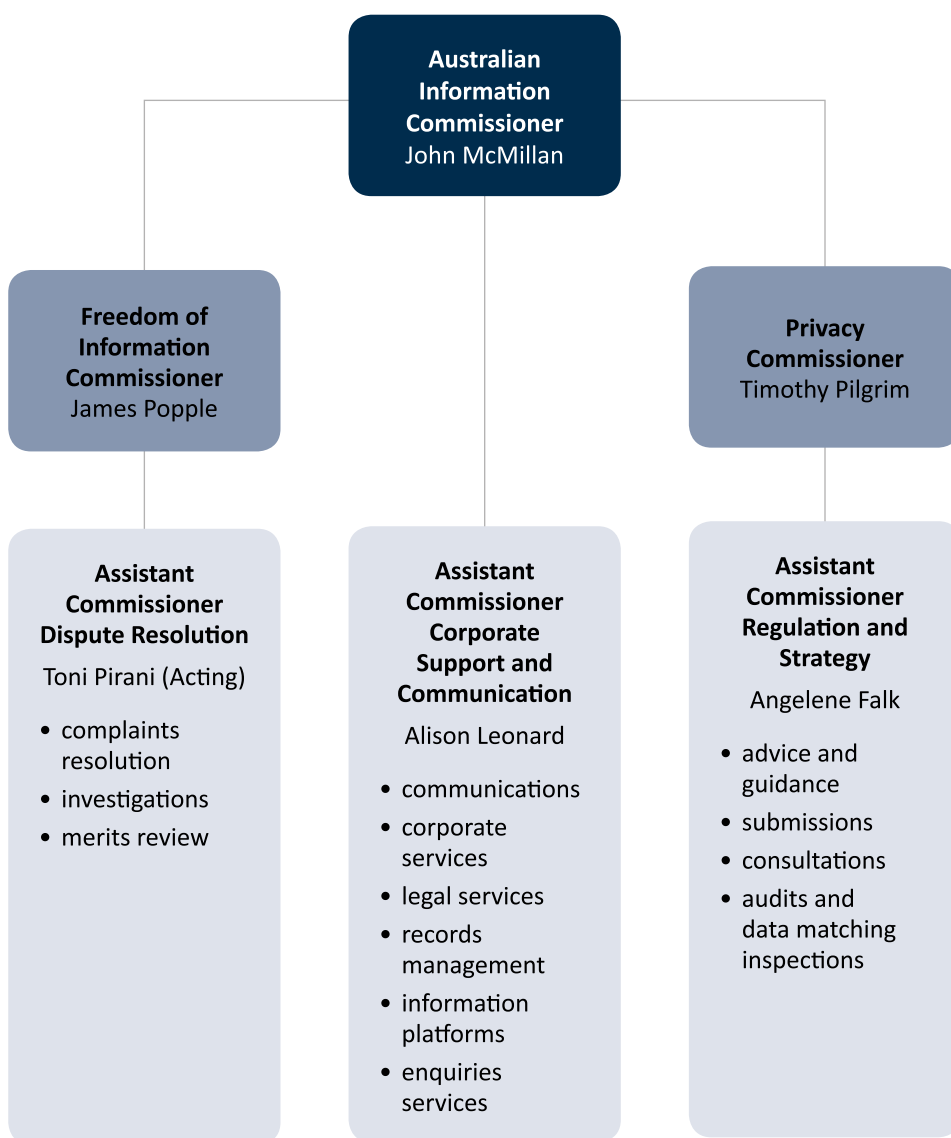 Australian
Information
Commissioner
John McMillan
Freedom of
Information
Commissioner
James Popple
Privacy
Commissioner
Timothy Pilgrim
Assistant
Commissioner
Dispute Resolution
Toni Pirani (Acting)
• complaints
resolution
• investigations
• merits review
Assistant
Commissioner
Corporate
Support and
Communication
Alison Leonard
• communications
• corporate
services
• legal services
• records
management
• information
platforms
• enquiries
services
Assistant
Commissioner
Regulation and
Strategy
Angelene Falk
• advice and
guidance
• submissions
• consultations
• audits and
data matching
inspections